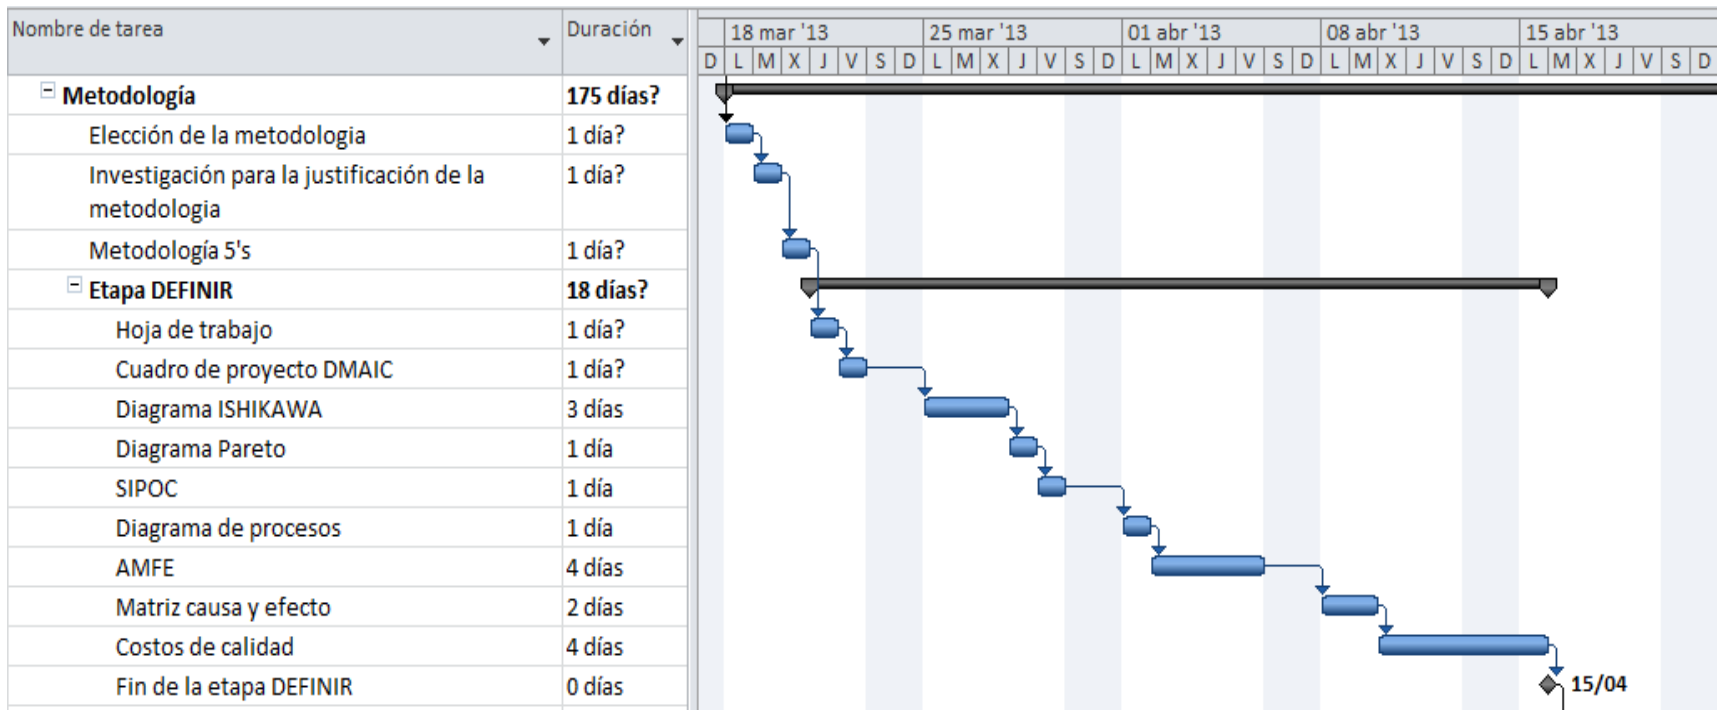 Nombre de tarea Duración 18 mar '13 25 mar '13 01 abr '13 08 abr '13 15 abr '13
D L M X J V S D L M X J V S D L M X J V S D L M X J V S D L M X J V S D
Metodología 175 días?
Elección de la metodologia 1 día?
Investigación para la justificación de la 1 día?
metodologia
Metodología 5's 1 día?
Etapa DEFINIR 18 días?
Hoja de trabajo 1 día?
Cuadro de proyecto DMAIC 1 día?
Diagrama ISHIKAWA 3 días
Diagrama Pareto 1 día
SIPOC 1 día
Diagrama de procesos 1 día
AMFE 4 días
Matriz causa y efecto 2 días
Costos de calidad 4 días
Fin de la etapa DEFINIR 0 días 15/04